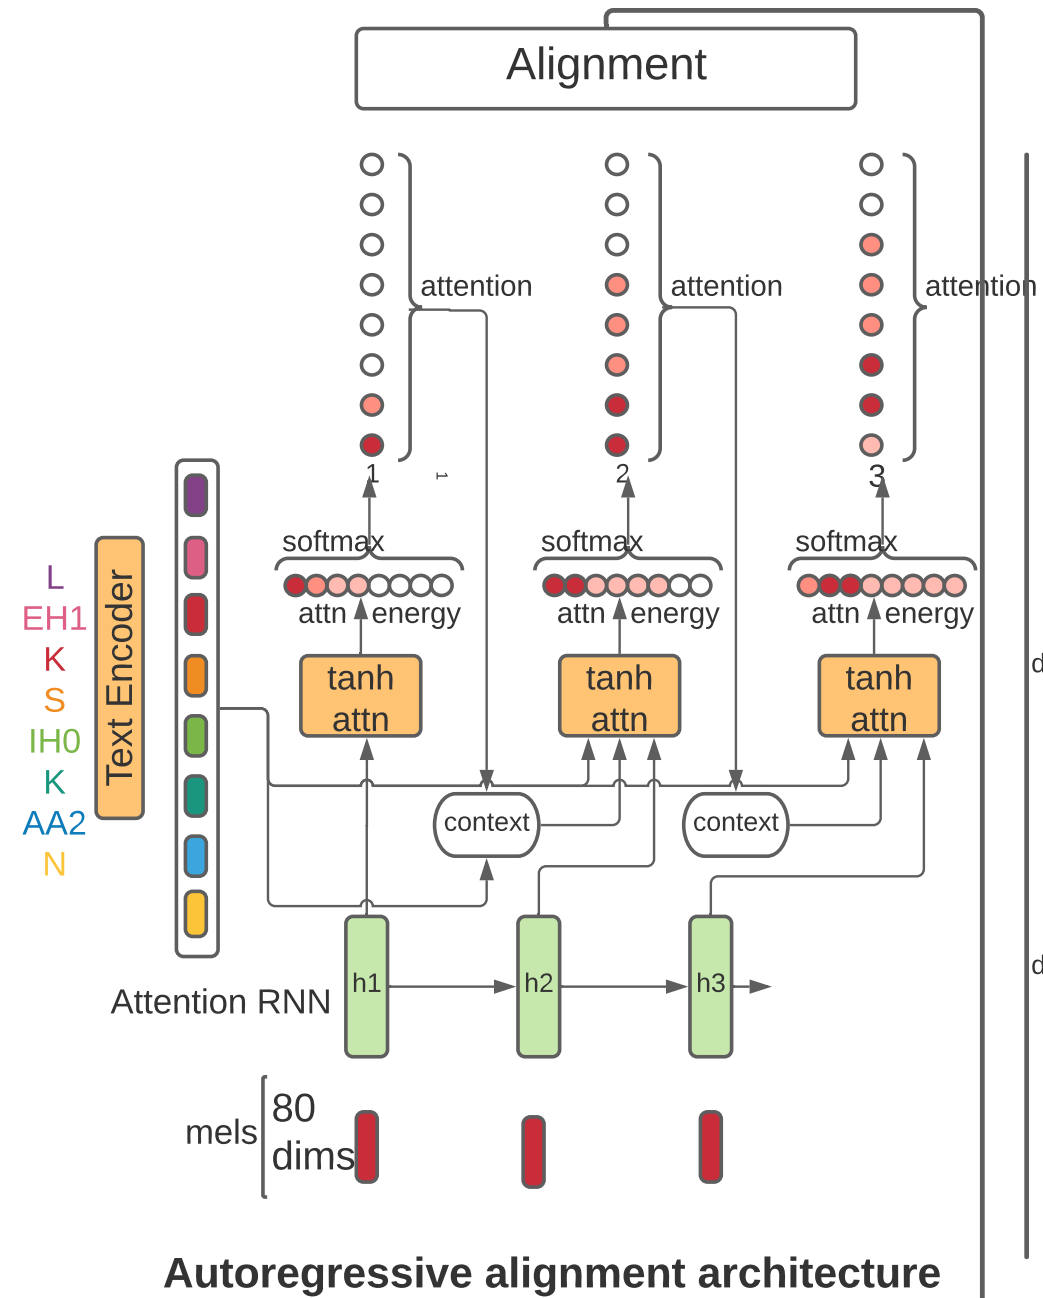 Alignment
attention
attention
attention
1
1
2
3
softmax
softmax
softmax
attn energy
attn energy
attn energy
L
EH1
K
S
IH0
K
AA2
N
Text Encoder
tanh
attn
tanh
attn
tanh
attn
context
context
h1
h2
h3
Attention RNN
mels
80
dims
Autoregressive alignment architecture